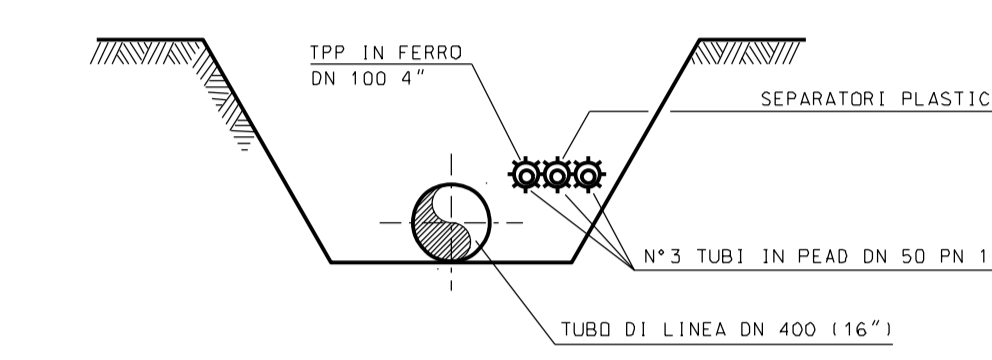 TPP IN FERRO
DN 100 4"
SEPARATORI PLASTIC
N°3 TUBI IN PEAD DN 50 PN 1
TUBO DI LINEA DN 400 (16")